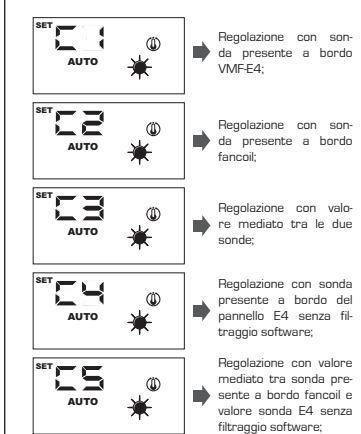 SET
C1
AUTO
Regolazione con son-
da presente a bordo
VMF-E4;
SET
C2
AUTO
Regolazione con son-
da presente a bordo
fancoil;
SET
C3
AUTO
Regolazione con valo-
re mediato tra le due
sonde;
SET
C4
AUTO
Regolazione con sonda
presente a bordo del
pannello E4 senza fil-
traggio software;
SET
C5
AUTO
Regolazione con valore
mediato tra sonda pre-
sente a bordo fancoil e
valore sonda E4 senza
filtraggio software;